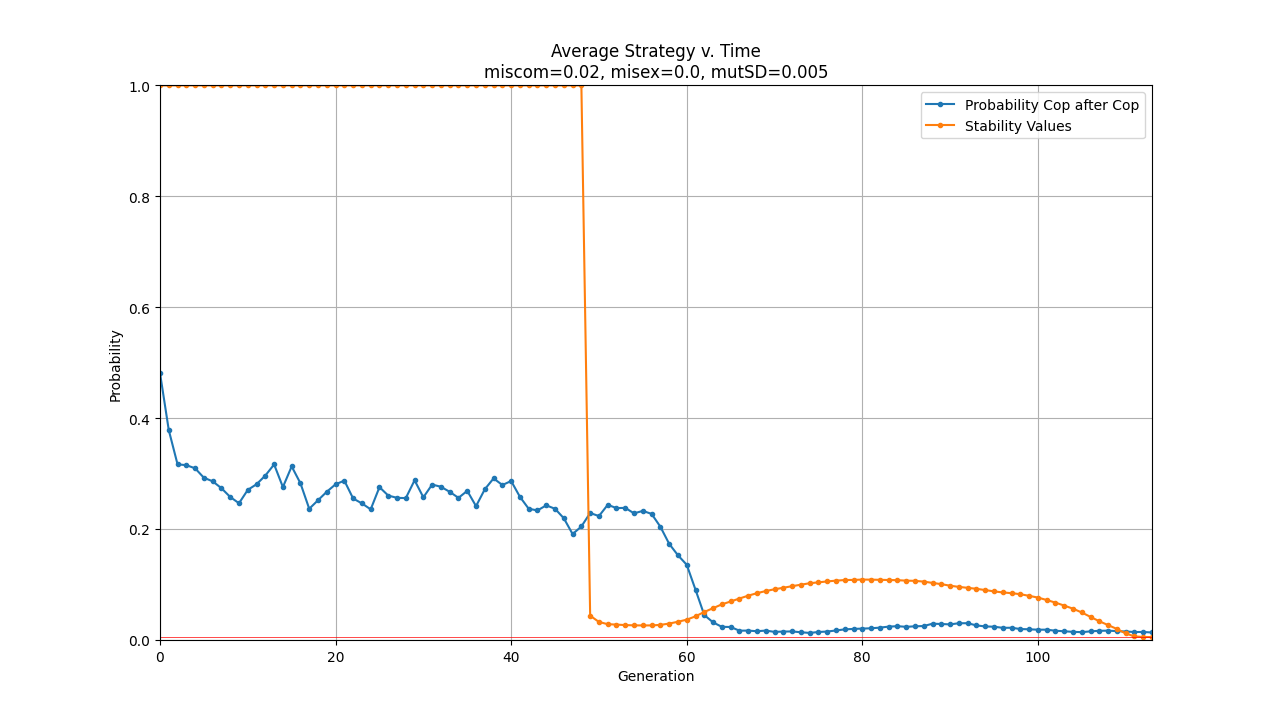 Average Strategy v. Time
miscom=0.02, misex=0.0, mutSD=0.005
Probability Cop after Cop
Stability Values
Probability
1.0
0.8
0.6
0.4
0.2
0.0
0 20 40 60 80 100
Generation